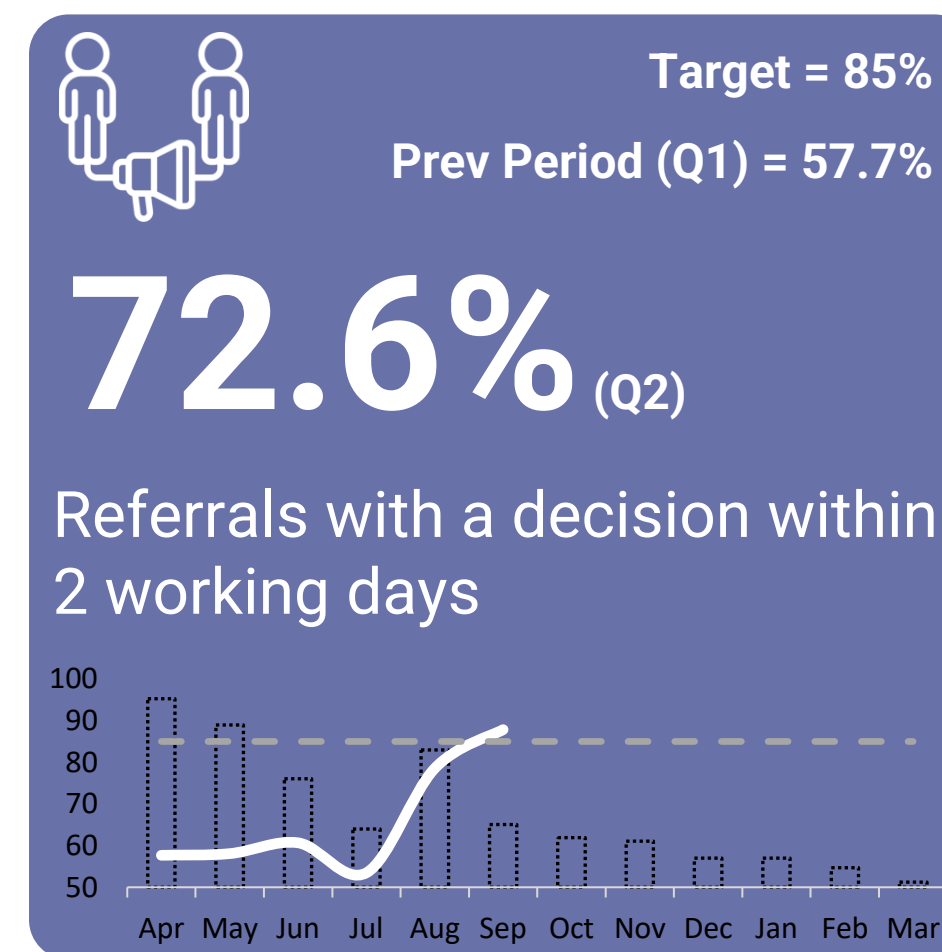 Target = 85%
Prev Period (Q1) = 57.7%
72.6% (Q2)
Referrals with a decision within
2 working days
100
90
80
70
60
50
Apr May Jun Jul Aug Sep Oct Nov Dec Jan Feb Mar